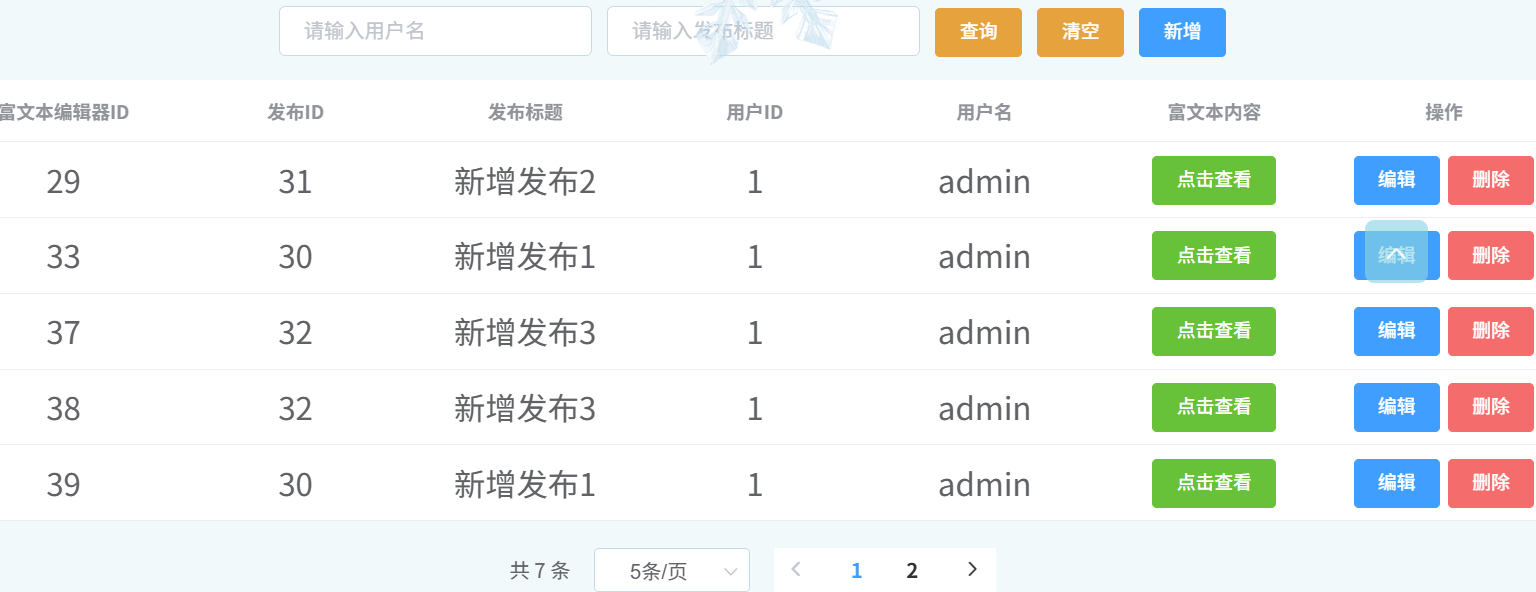 请输入用户名 请输入发布标题 查询 清空 新增
富文本编辑器ID 发布ID 发布标题 用户ID 用户名 富文本内容 操作
29 31 新增发布2 1 admin 点击查看 编辑 删除
33 30 新增发布1 1 admin 点击查看 编辑 删除
37 32 新增发布3 1 admin 点击查看 编辑 删除
38 32 新增发布3 1 admin 点击查看 编辑 删除
39 30 新增发布1 1 admin 点击查看 编辑 删除
共 7 条 5条/页 1 2